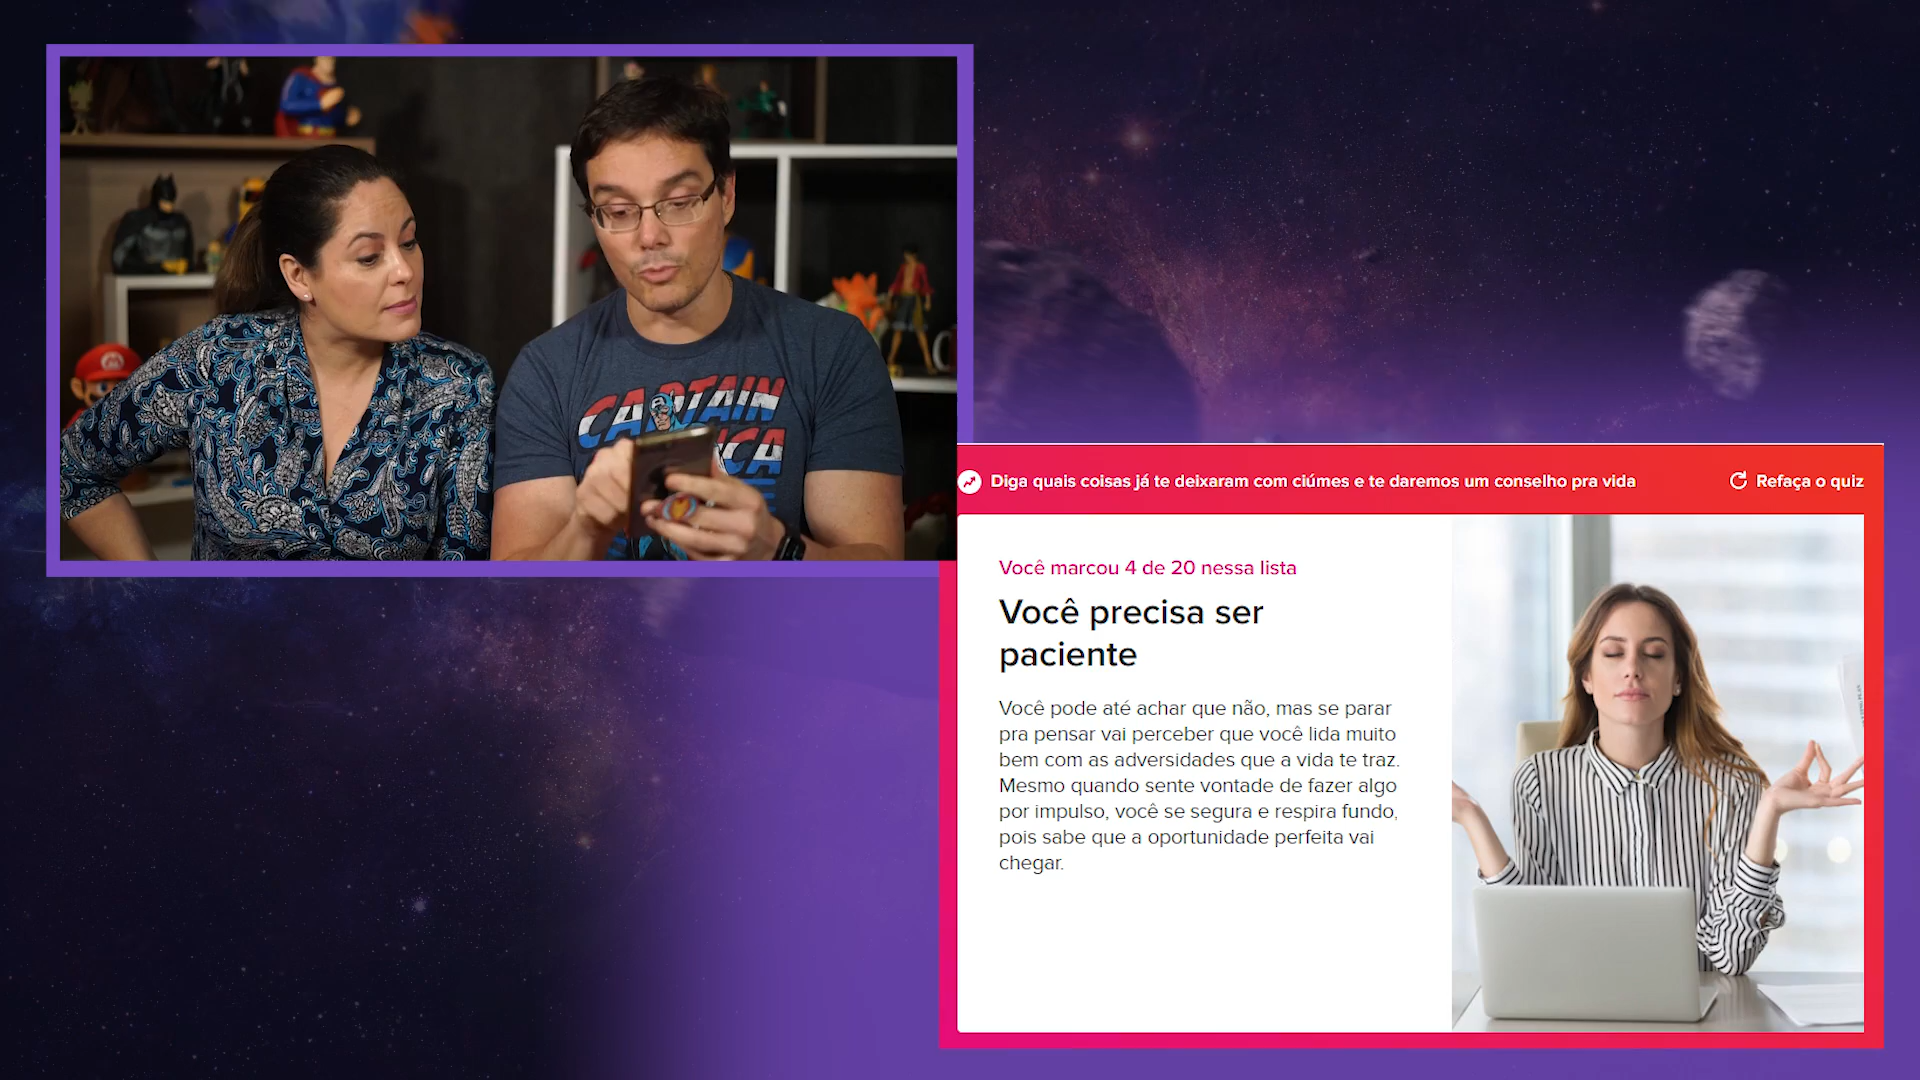 CAPTAIN
Diga quais coisas já te deixaram com ciúmes e te daremos um conselho pra vida
Refaça o quiz
Você marcou 4 de 20 nessa lista
Você precisa ser
paciente
Você pode até achar que não, mas se parar
pra pensar vai perceber que você lida muito
bem com as adversidades que a vida te traz.
Mesmo quando sente vontade de fazer algo
por impulso, você se segura e respira fundo,
pois sabe que a oportunidade perfeita vai
chegar.